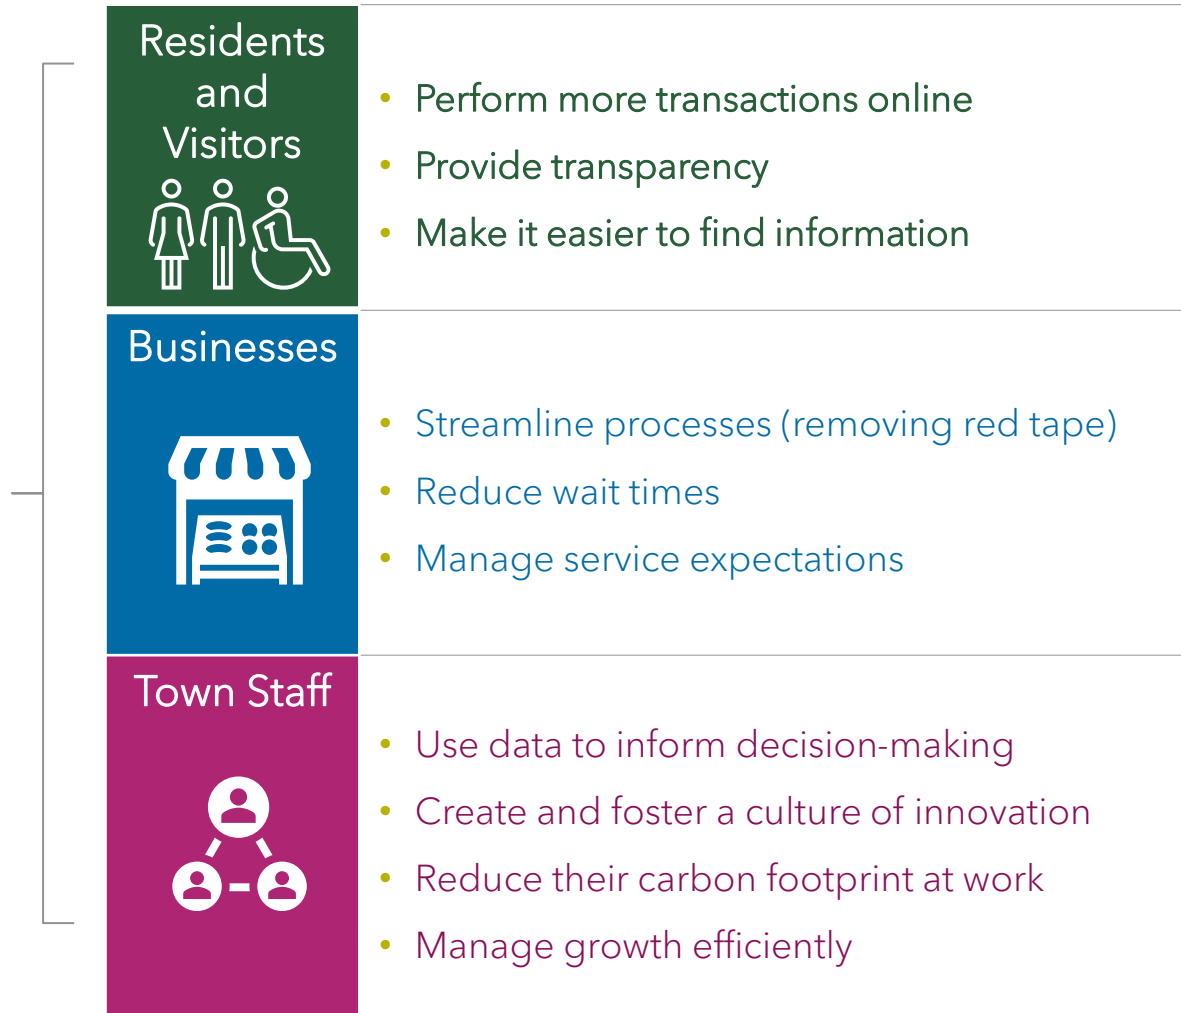 Residents
and
Visitors
• Perform more transactions online
• Provide transparency
• Make it easier to find information
Businesses
• Streamline processes (removing red tape)
• Reduce wait times
• Manage service expectations
Town Staff
• Use data to inform decision-making
• Create and foster a culture of innovation
• Reduce their carbon footprint at work
• Manage growth efficiently